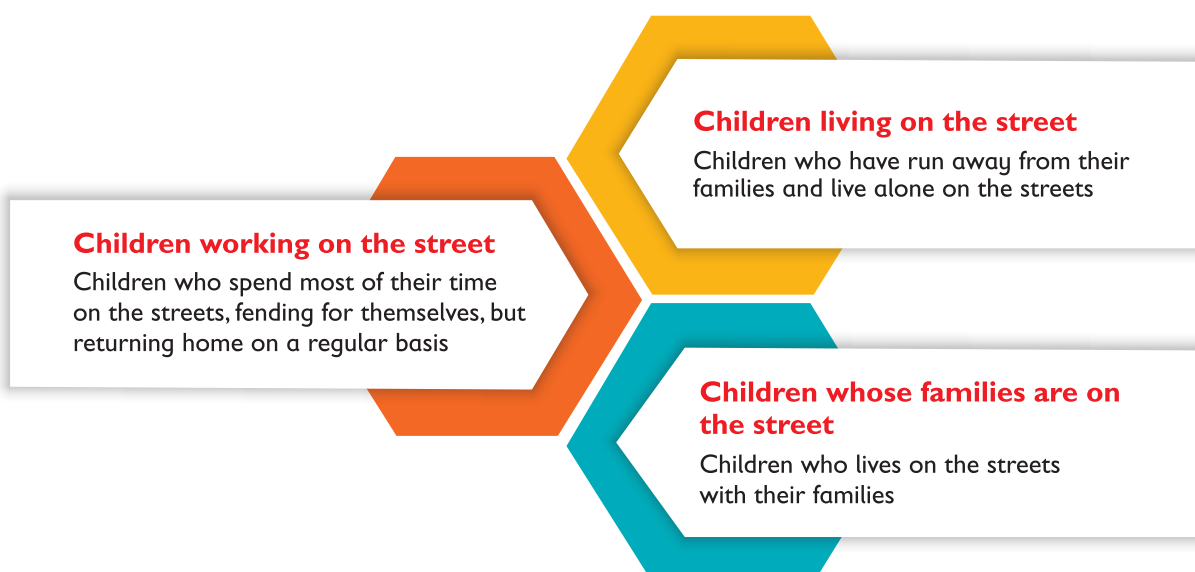 Children living on the street
Children who have run away from their
families and live alone on the streets
Children working on the street
Children who spend most of their time
on the streets, fending for themselves, but
returning home on a regular basis
Children whose families are on
the street
Children who lives on the streets
with their families